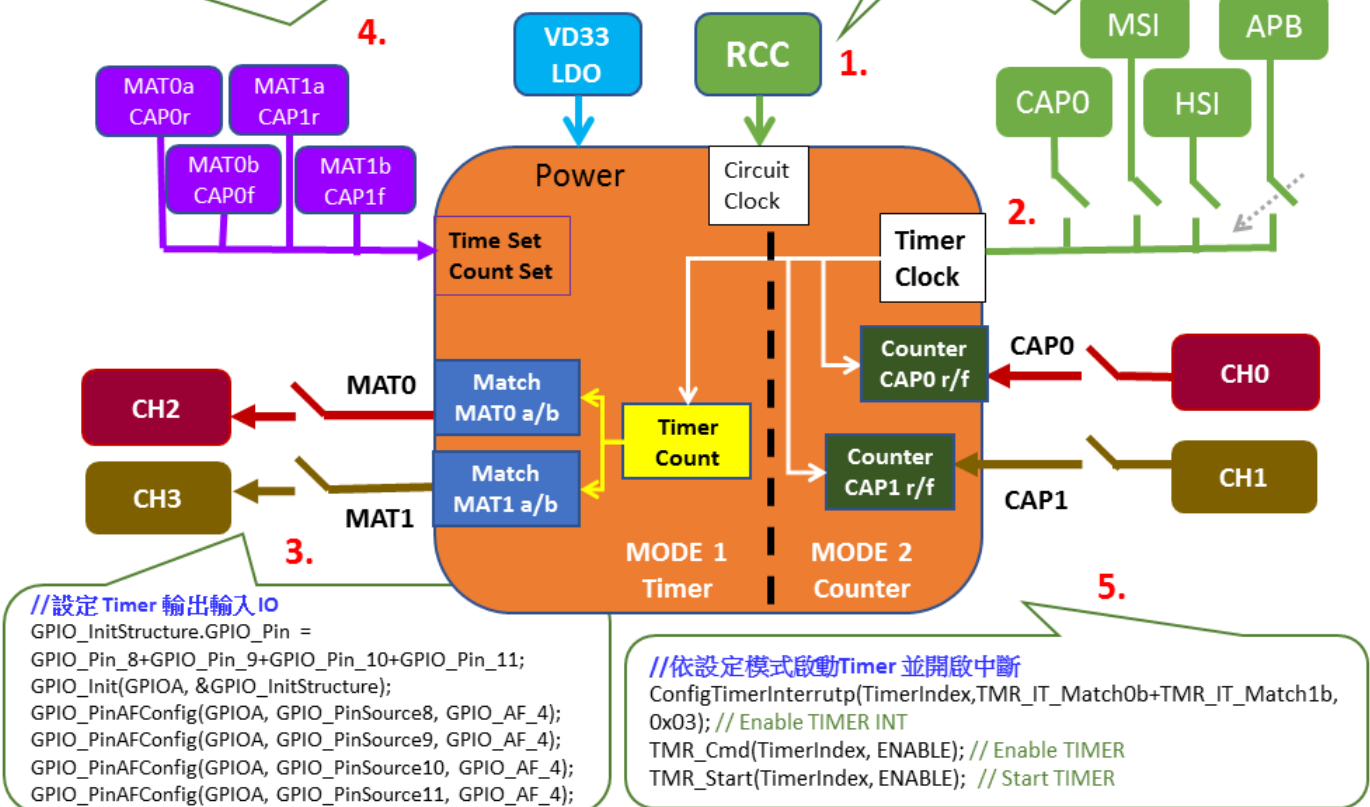 4.
VD33
LDO
RCC
1.
MSI
APB
MAT0a
CAP0r
MAT1a
CAP1r
CAP0
HSI
MAT0b
CAP0f
MAT1b
CAP1f
Power
Circuit
Clock
2.
Time Set
Count Set
Timer
Clock
MAT0
Match
MAT0 a/b
CH2
Timer
Count
Counter
CAP0 r/f
CAP0
CH0
Match
MAT1 a/b
CH3
MAT1
Counter
CAP1 r/f
CAP1
CH1
MODE 1
Timer
MODE 2
Counter
3.
//設定 Timer 輸出輸入 IO
GPIO_InitStructure.GPIO_Pin =
GPIO_Pin_8+GPIO_Pin_9+GPIO_Pin_10+GPIO_Pin_11;
GPIO_Init(GPIOA, &GPIO_InitStructure);
GPIO_PinAFConfig(GPIOA, GPIO_PinSource8, GPIO_AF_4);
GPIO_PinAFConfig(GPIOA, GPIO_PinSource9, GPIO_AF_4);
GPIO_PinAFConfig(GPIOA, GPIO_PinSource10, GPIO_AF_4);
GPIO_PinAFConfig(GPIOA, GPIO_PinSource11, GPIO_AF_4);
5.
//依設定模式啟動Timer 並開啟中斷
ConfigTimerInterrutp(TimerIndex,TMR_IT_Match0b+TMR_IT_Match1b,
0x03); // Enable TIMER INT
TMR_Cmd(TimerIndex, ENABLE); // Enable TIMER
TMR_Start(TimerIndex, ENABLE); // Start TIMER